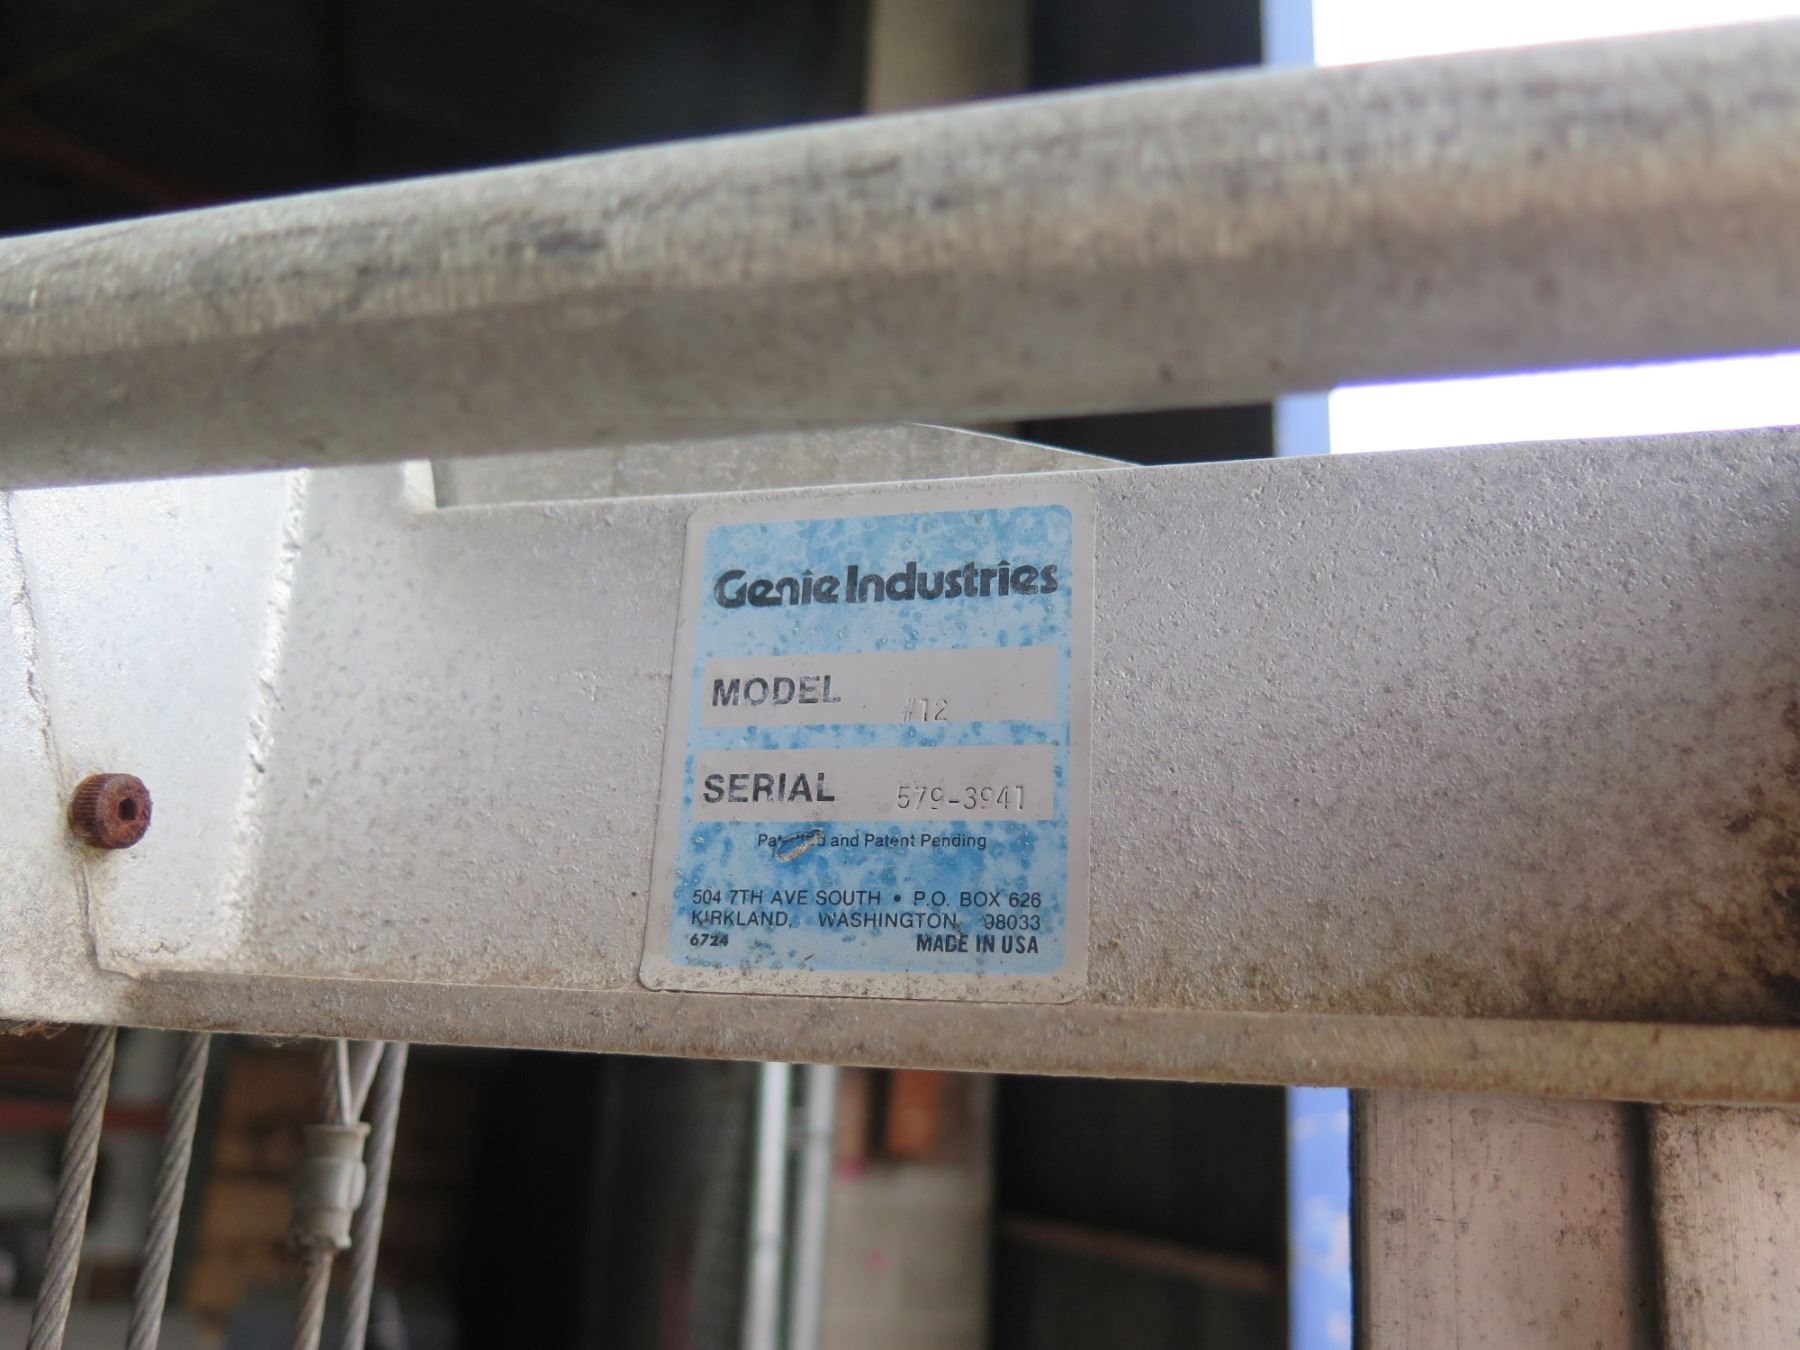 Genie Industries
MODEL #12
SERIAL 579-3941
Patented and Patent Pending
504 7TH AVE SOUTH • P.O. BOX 626
KIRKLAND, WASHINGTON 98033
6724 MADE IN USA